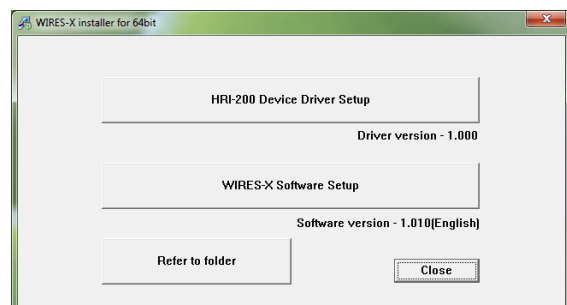 WIRES-X installer for 64bit
HRI-200 Device Driver Setup
Driver version - 1.000
WIRES-X Software Setup
Software version - 1.010(English)
Refer to folder
Close